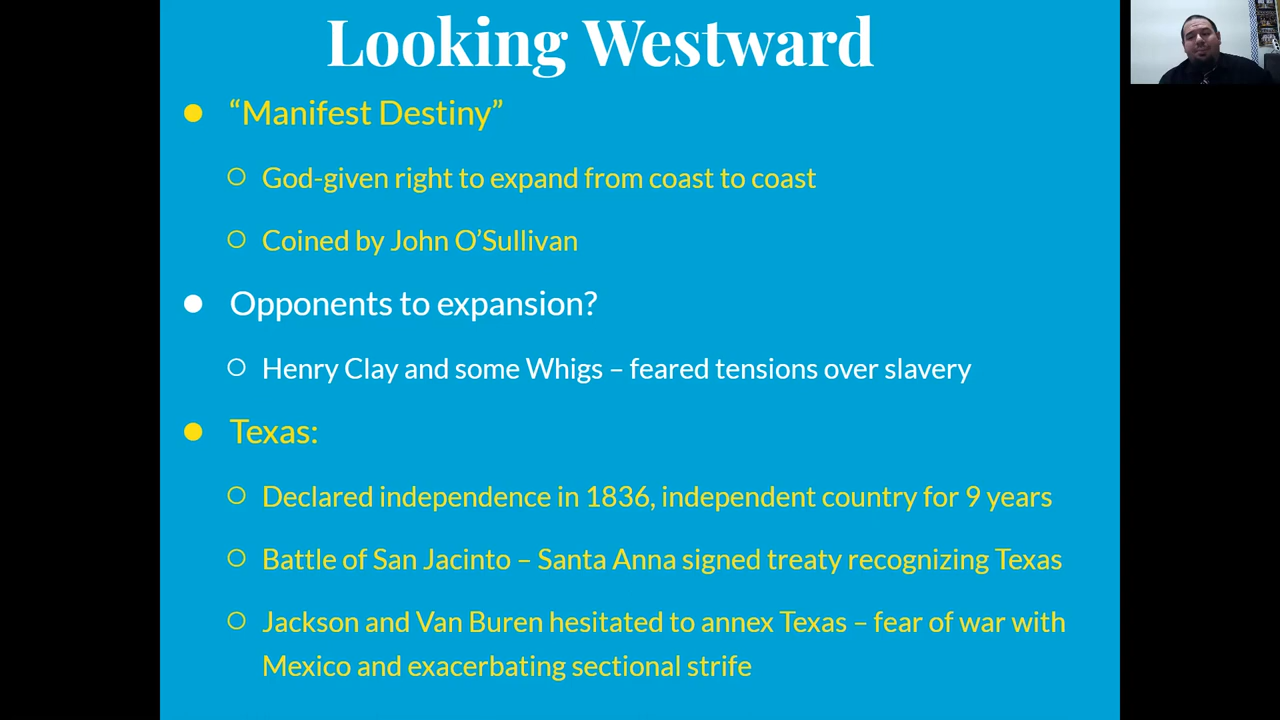 Looking Westward
“Manifest Destiny”
God-given right to expand from coast to coast
Coined by John O’Sullivan
Opponents to expansion?
Henry Clay and some Whigs – feared tensions over slavery
Texas:
Declared independence in 1836, independent country for 9 years
Battle of San Jacinto – Santa Anna signed treaty recognizing Texas
Jackson and Van Buren hesitated to annex Texas – fear of war with
Mexico and exacerbating sectional strife